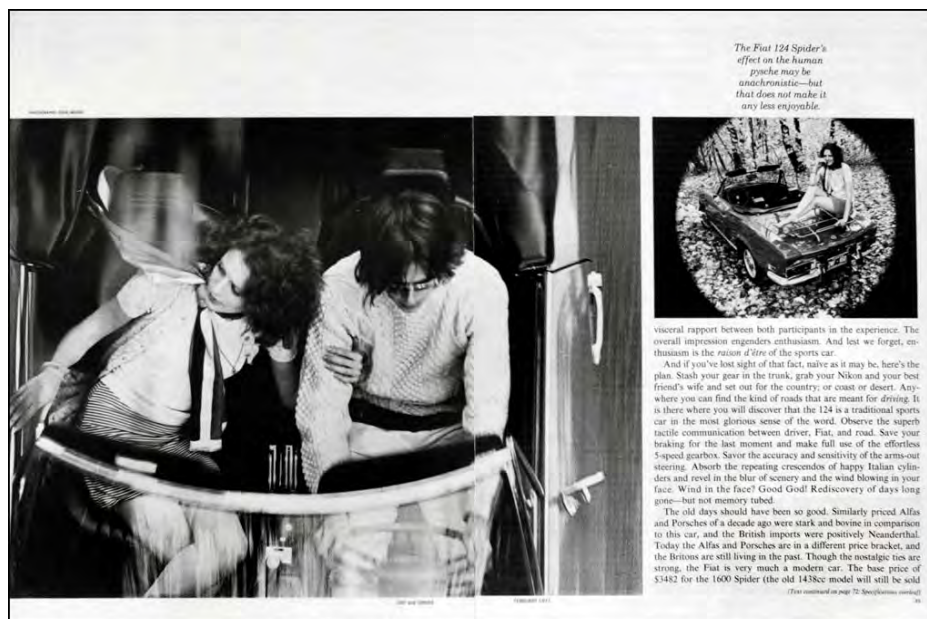 The Fiat 124 Spider's
effect on the human
pysche may be
anachronistic—but
that does not make it
any less enjoyable.
visceral rapport between both participants in the experience. The
overall impression engenders enthusiasm. And lest we forget, en-
thusiasm is the raison d'être of the sports car.
And if you've lost sight of that fact, naive as it may be, here's the
plan. Stash your gear in the trunk, grab your Nikon and your best
friend's wife and set out for the country; or coast or desert. Any-
where you can find the kind of roads that are meant for driving. It
is there where you will discover that the 124 is a traditional sports
car in the most glorious sense of the word. Observe the superb
tactile communication between driver, Fiat, and road. Save your
braking for the last moment and make full use of the effortless
5-speed gearbox. Savor the accuracy and sensitivity of the arms-out
steering. Absorb the repeating crescendos of happy Italian cylin-
ders and revel in the blur of scenery and the wind blowing in your
face. Wind in the face? Good God! Rediscovery of days long
gone—but not memory tubed.
The old days should have been so good. Similarly priced Alfas
and Porsches of a decade ago were stark and bovine in comparison
to this car, and the British imports were positively Neanderthal.
Today the Alfas and Porsches are in a different price bracket, and
the Britons are still living in the past. Though the nostalgic ties are
strong, the Fiat is very much a modern car. The base price of
$3482 for the 1600 Spider (the old 1438cc model will still be sold
(Text continued on page 72; Specifications overleaf)
CAR and DRIVER
FEBRUARY 1971